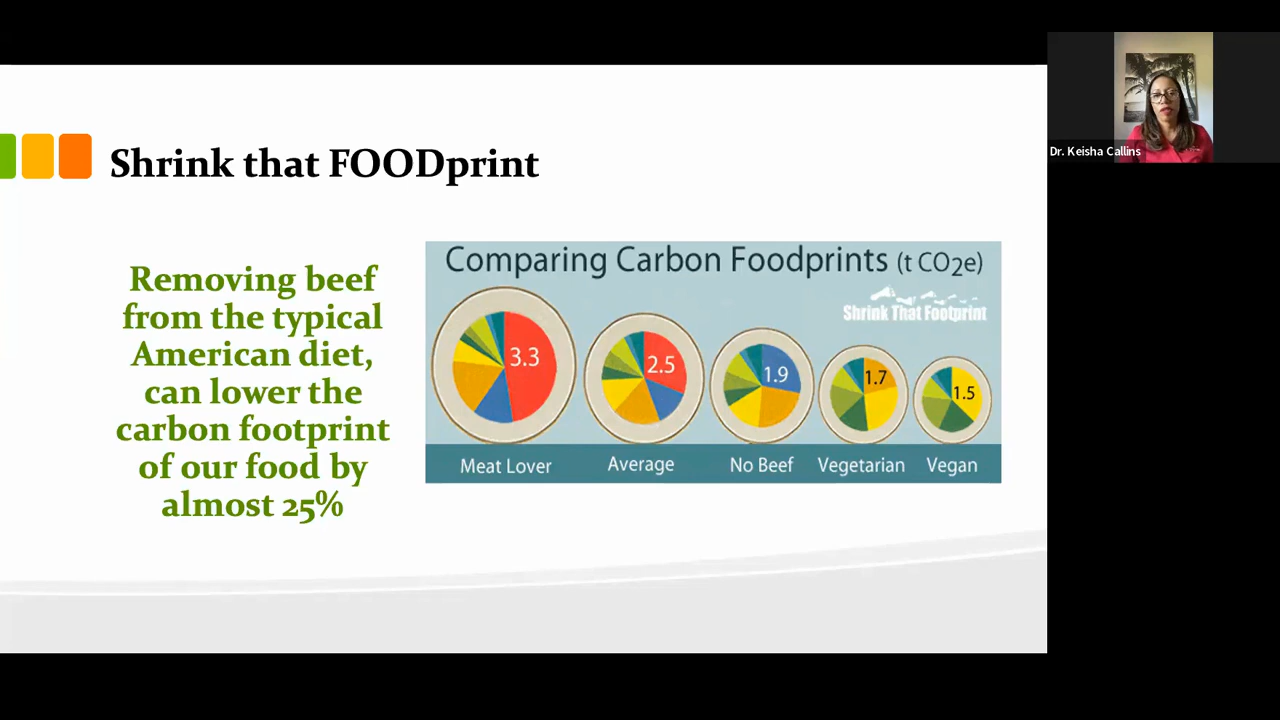 Shrink that FOODprint
Removing beef
from the typical
American diet,
can lower the
carbon footprint
of our food by
almost 25%
Comparing Carbon Foodprints (t CO2e)
Shrink That Footprint
3.3
2.5
1.9
1.7
1.5
Meat Lover
Average
No Beef
Vegetarian
Vegan
Dr. Keisha Callins